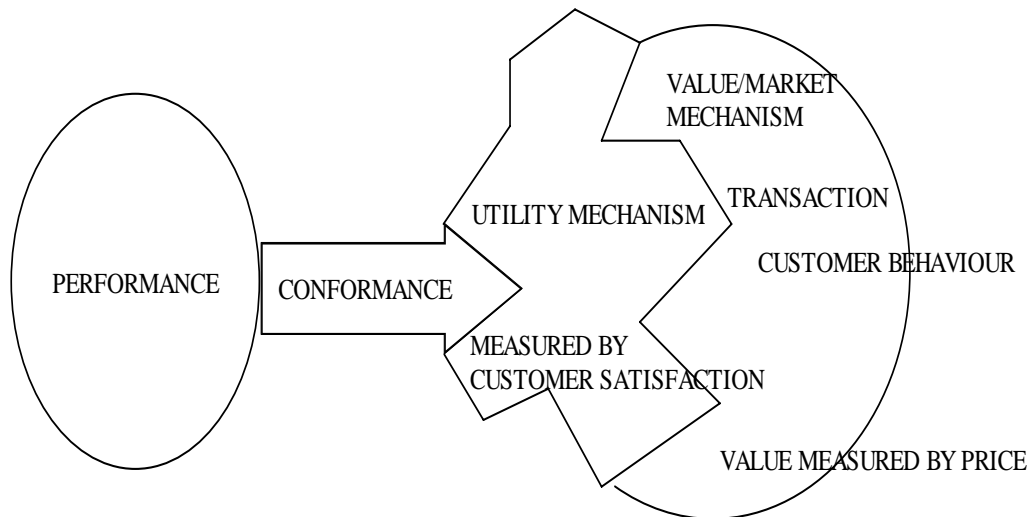 VALUE/MARKET
MECHANISM
TRANSACTION
UTILITY MECHANISM
CUSTOMER BEHAVIOUR
PERFORMANCE
CONFORMANCE
MEASURED BY
CUSTOMER SATISFACTION
VALUE MEASURED BY PRICE